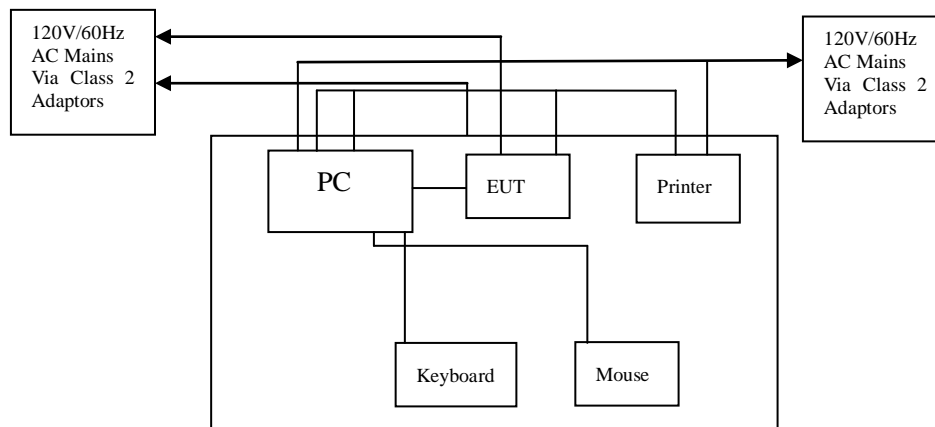 120V/60Hz
AC Mains
Via Class 2
Adaptors
120V/60Hz
AC Mains
Via Class 2
Adaptors
PC
EUT
Printer
Keyboard
Mouse